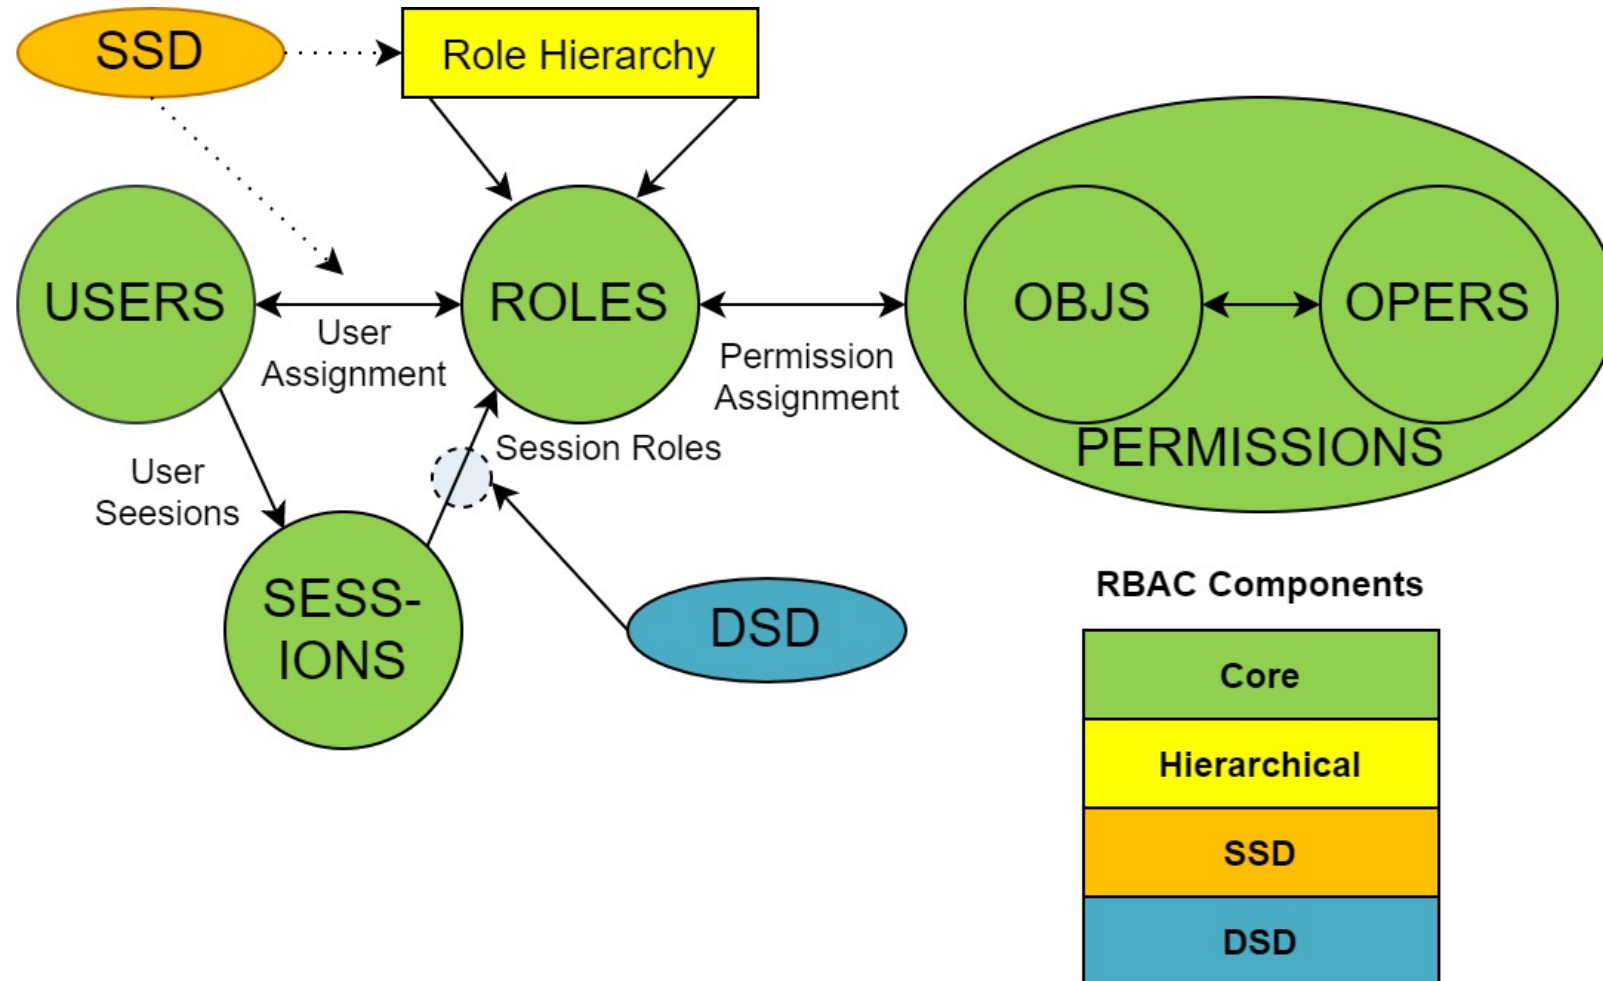 SSD
Role Hierarchy
USERS
ROLES
OBJS
OPERS
User
Assignment
Permission
Assignment
PERMISSIONS
Session Roles
User
Seesions
SESS-
IONS
DSD
RBAC Components
Core
Hierarchical
SSD
DSD